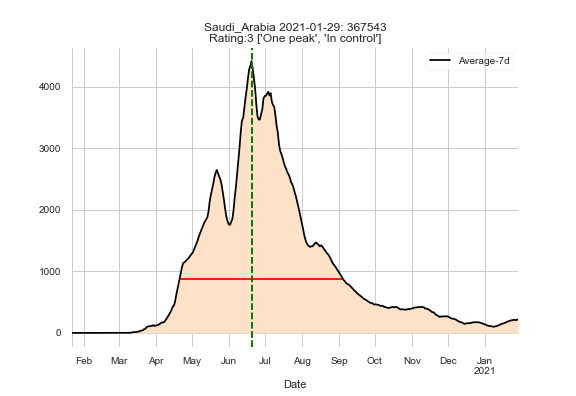 Saudi_Arabia 2021-01-29: 367543
Rating:3 ['One peak', 'In control']
Average-7d
4000
3000
2000
1000
0
Feb Mar Apr May Jun Jul Aug Sep Oct Nov Dec Jan
2021
Date